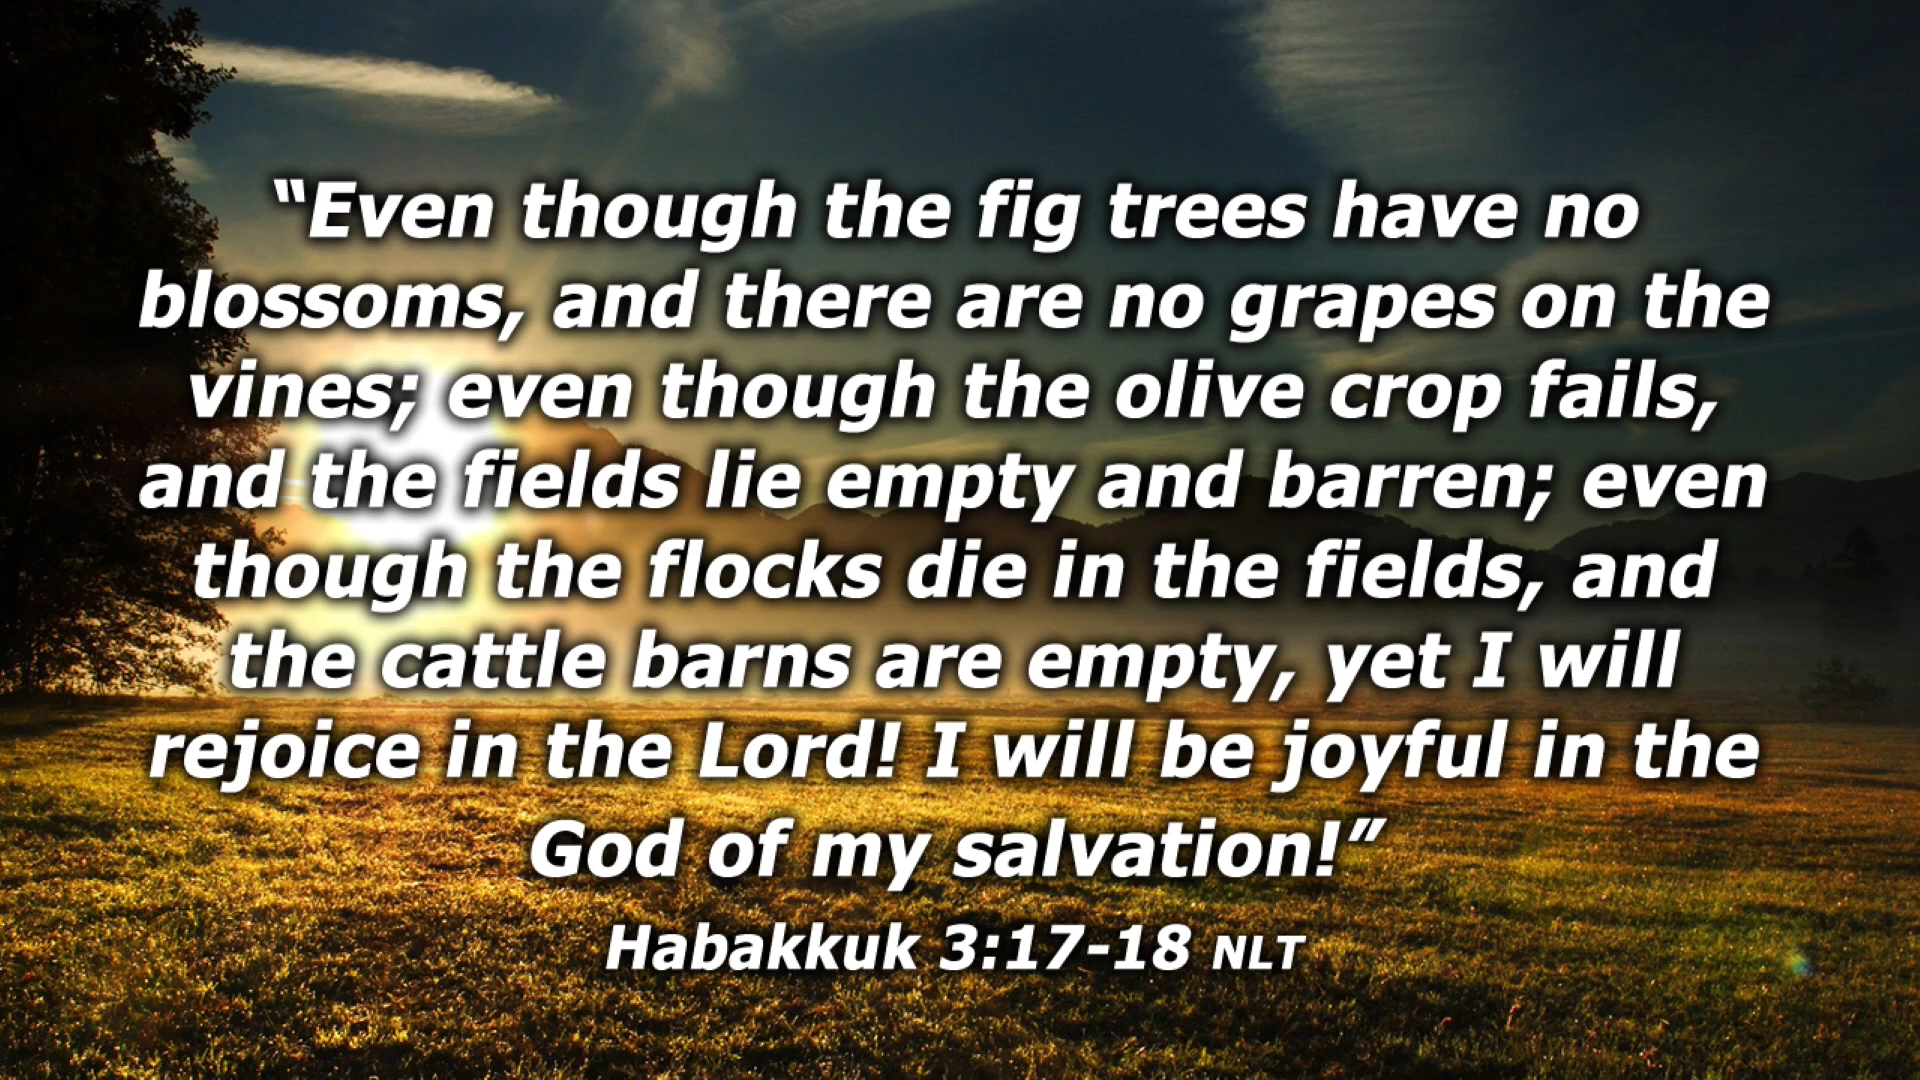 “Even though the fig trees have no
blossoms, and there are no grapes on the
vines; even though the olive crop fails,
and the fields lie empty and barren; even
though the flocks die in the fields, and
the cattle barns are empty, yet I will
rejoice in the Lord! I will be joyful in the
God of my salvation!”
Habakkuk 3:17-18 NLT